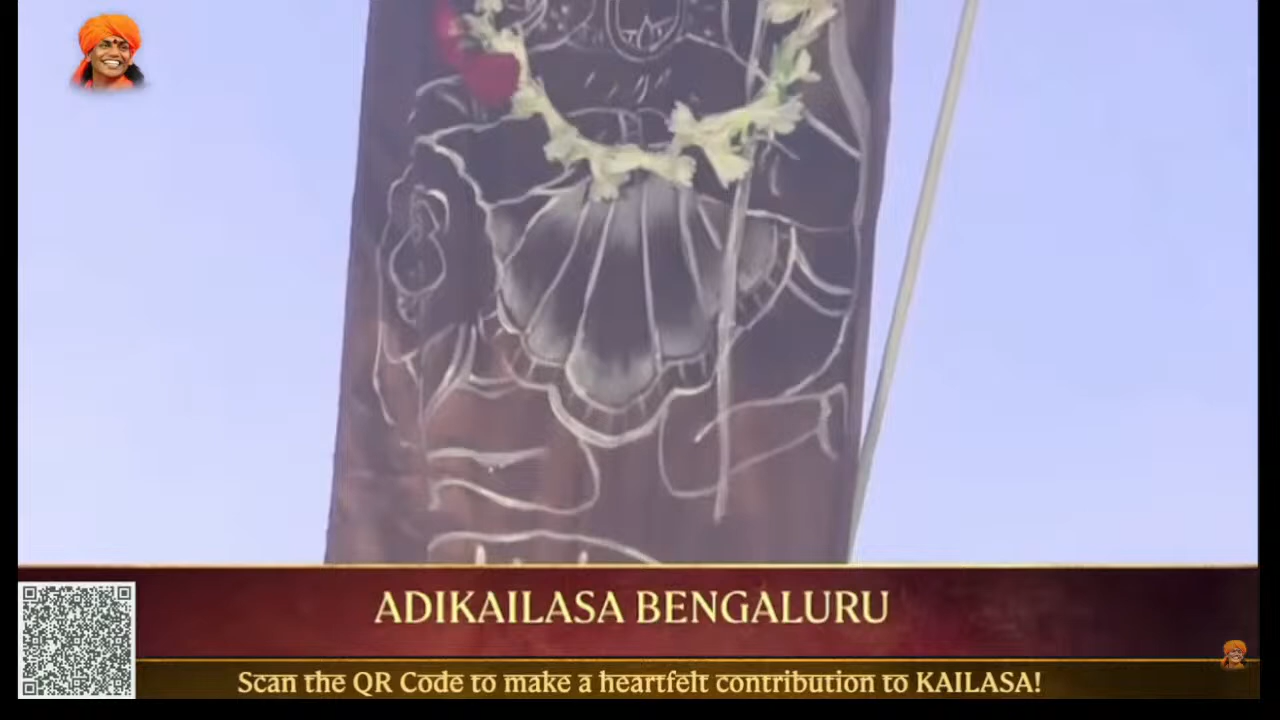 ADIKAILASA BENGALURU
Scan the QR Code to make a heartfelt contribution to KAILASA!